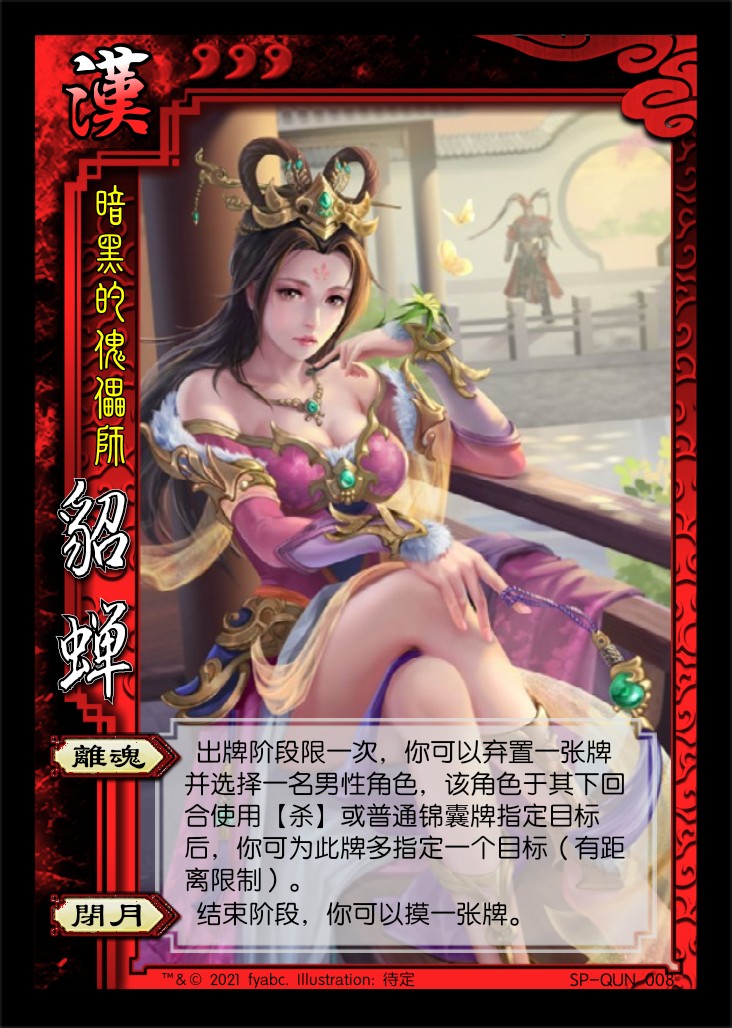 漢
暗黑的傀儡師
貂蝉
離魂
出牌阶段限一次，你可以弃置一张牌
并选择一名男性角色，该角色于其下回
合使用【杀】或普通锦囊牌指定目标
后，你可为此牌多指定一个目标（有距
离限制）。
閉月
结束阶段，你可以摸一张牌。
™&© 2021 fyabc. Illustration: 待定
SP-QUN 008